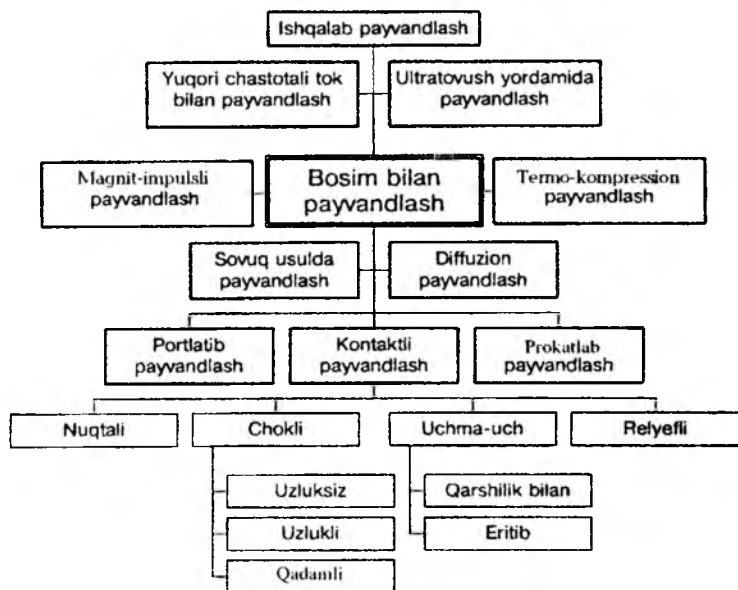 Ishqalab payvandlash
Yuqori chastotali tok
bilan payvandlash
Ultratovush yordamida
payvandlash
Magnit-impulsli
payvandlash
Bosim bilan
payvandlash
Termo-kompression
payvandlash
Sovuq usulda
payvandlash
Diffuzion
payvandlash
Portlatib
payvandlash
Kontaktli
payvandlash
Prokatlab
payvandlash
Nuqtali
Chokli
Uchma-uch
Relyefli
Uzluksiz
Qarshilik bilan
Uzlukli
Eritib
Qadamli